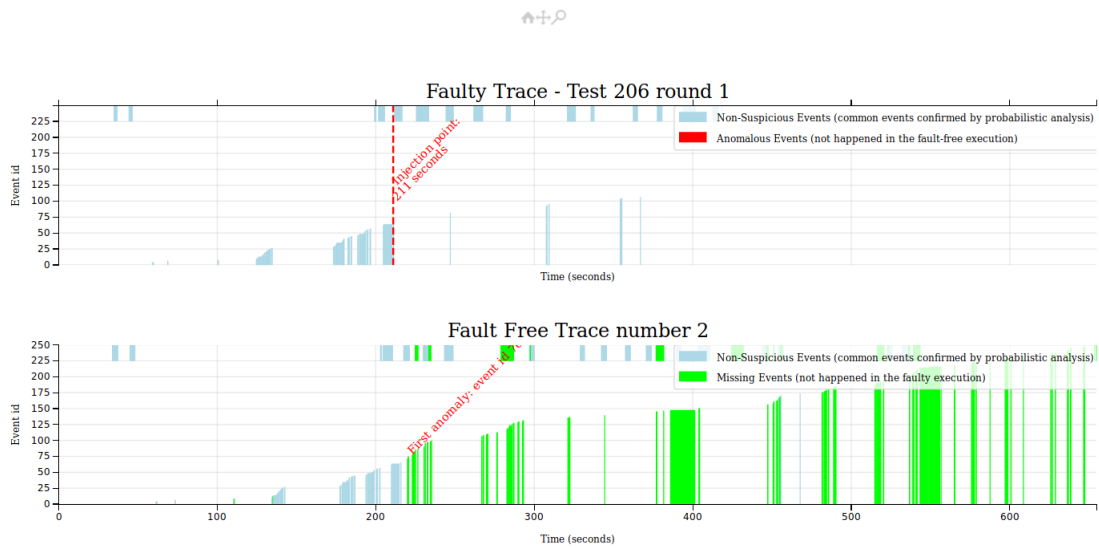 Faulty Trace - Test 206 round 1
Non-Suspicious Events (common events confirmed by probabilistic analysis)
Anomalous Events (not happened in the fault-free execution)
Injection point:
211 seconds
225
200
175
150
125
100
75
50
25
0
Event id
Time (seconds)
Fault Free Trace number 2
Non-Suspicious Events (common events confirmed by probabilistic analysis)
Missing Events (not happened in the faulty execution)
First anomaly: event id
250
225
200
175
150
125
100
75
50
25
0
Event id
0 100 200 300 400 500 600
Time (seconds)